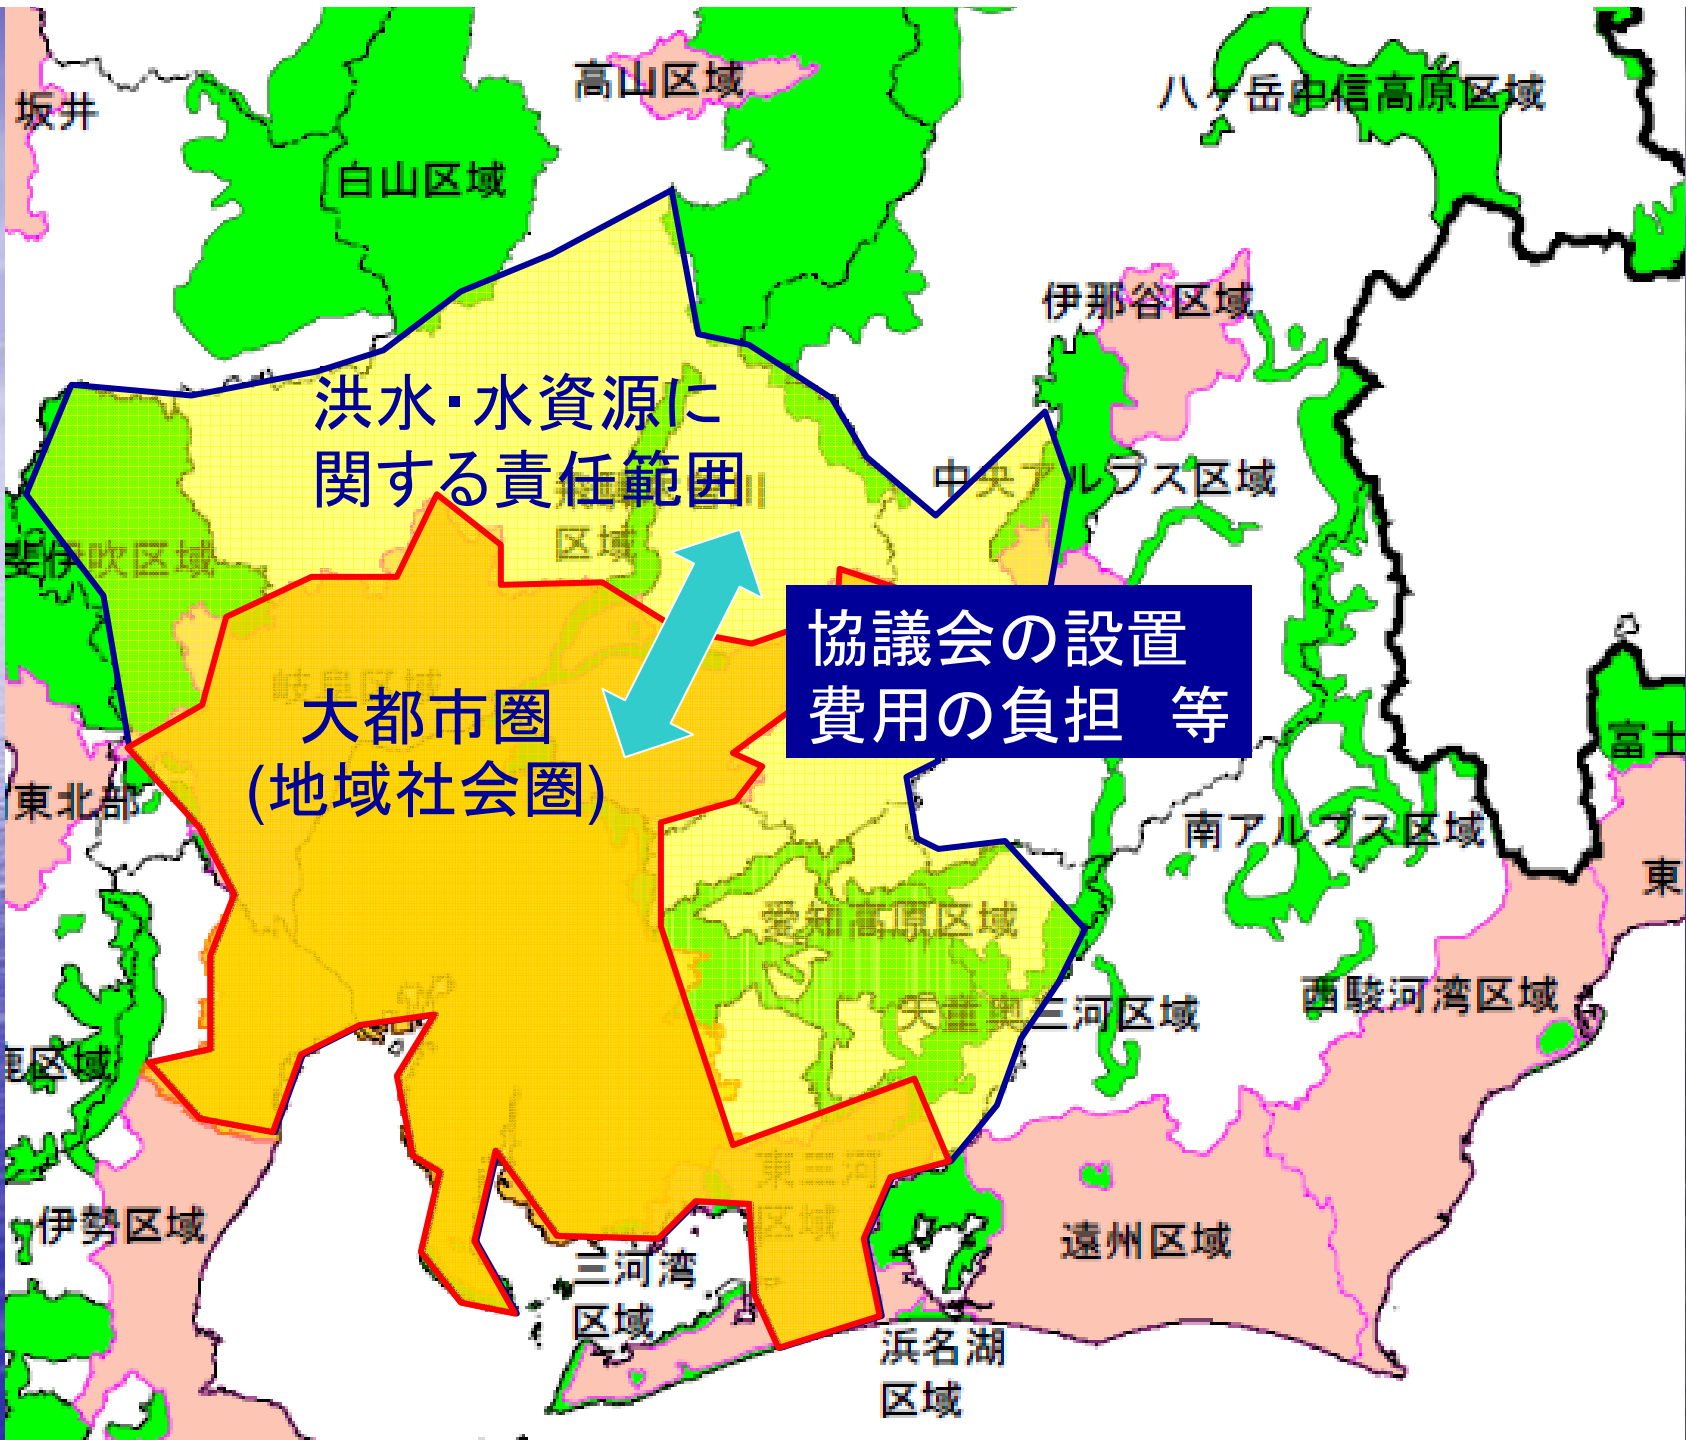 高山区域
八ヶ岳中信高原区域
坂井
白山区域
伊那谷区域
洪水・水資源に
関する責任範囲
中央アルプス区域
区域
伊吹区域
協議会の設置
費用の負担　等
岐阜区域
大都市圏
(地域社会圏)
富士
東北部
南アルプス区域
東
愛知高原区域
天竜奥三河区域
西駿河湾区域
鹿区域
東三河
区域
伊勢区域
遠州区域
三河湾
区域
浜名湖
区域